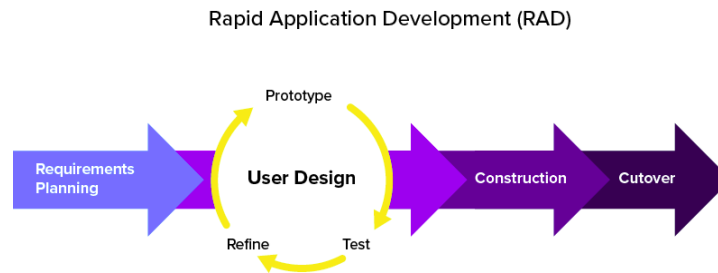 Rapid Application Development (RAD)
Prototype
Requirements
Planning
User Design
Construction
Cutover
Refine
Test